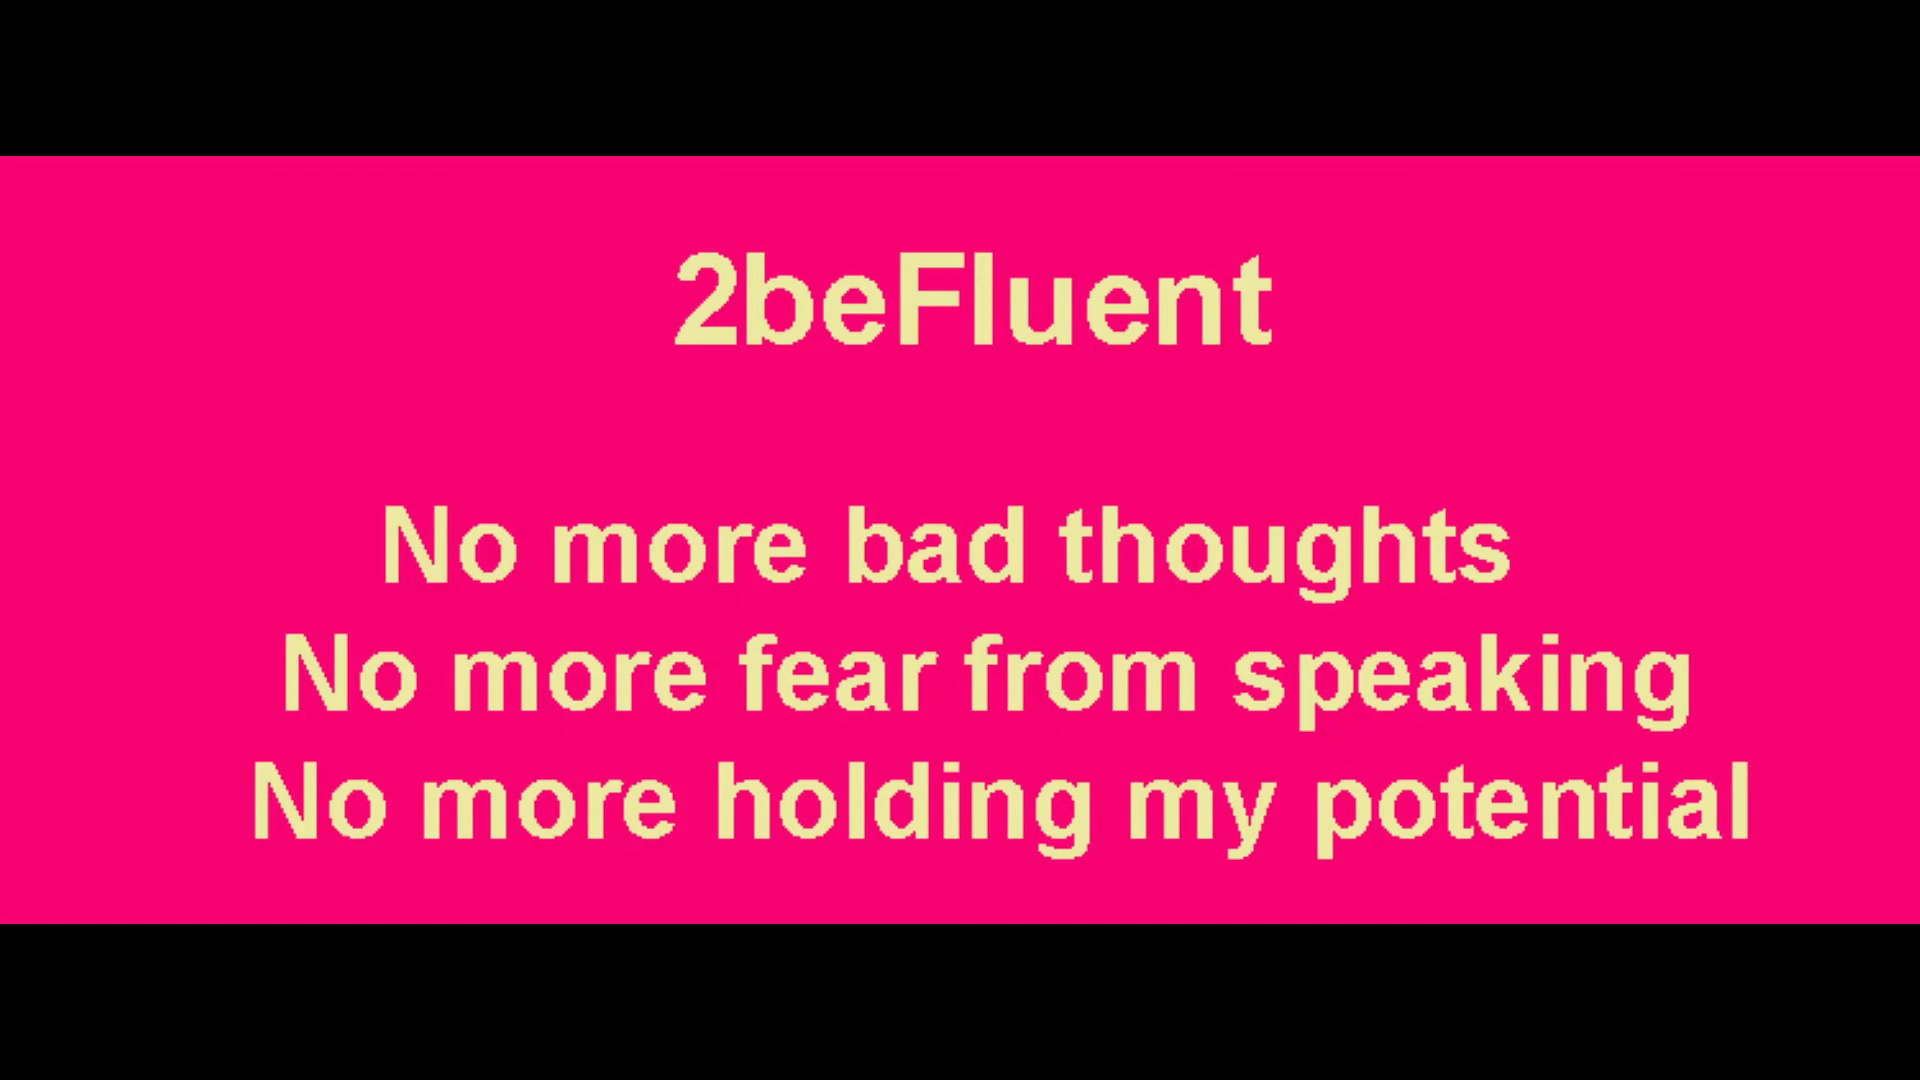 2beFluent
No more bad thoughts
No more fear from speaking
No more holding my potential